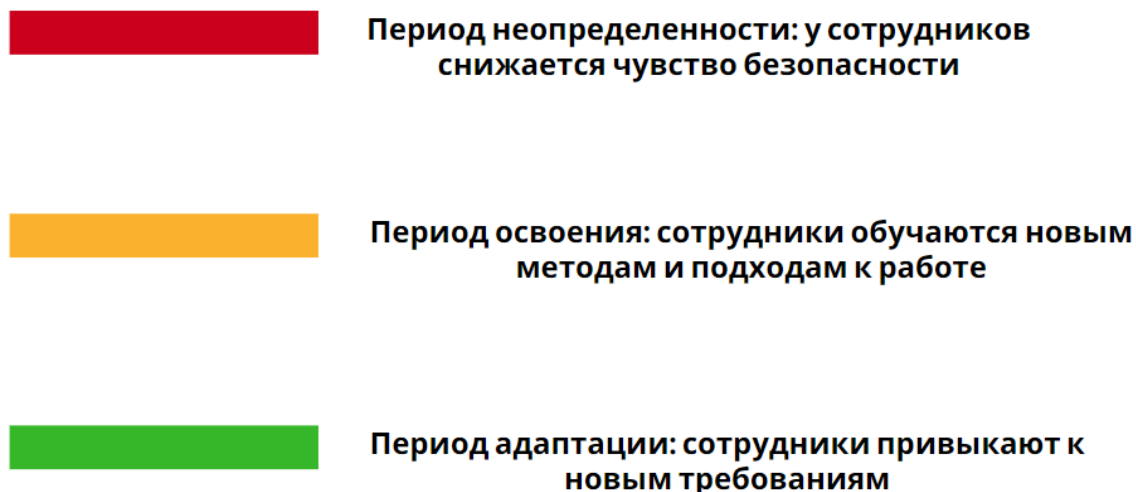 Период неопределенности: у сотрудников
снижается чувство безопасности
Период освоения: сотрудники обучаются новым
методам и подходам к работе
Период адаптации: сотрудники привыкают к
новым требованиям